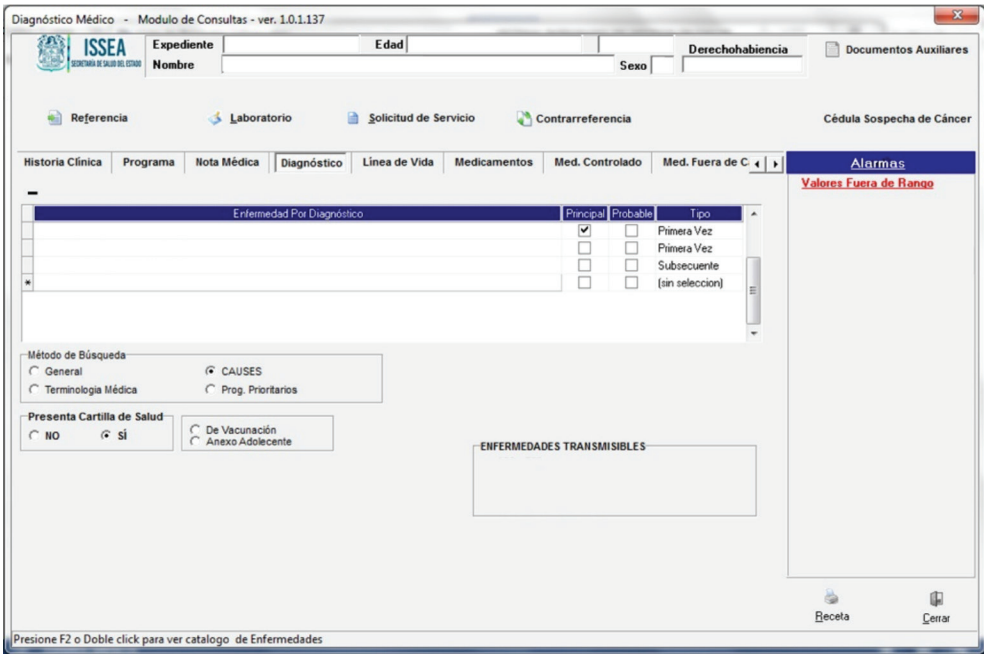 Diagnóstico Médico - Modulo de Consultas - ver. 1.0.1.137
ISSEA
SECRETARÍA DE SALUD DEL ESTADO
Expediente Edad
Nombre Sexo
Derechohabiencia
Documentos Auxiliares
Referencia Laboratorio Solicitud de Servicio Contrarreferencia Cédula Sospecha de Cáncer
Historia Clínica Programa Nota Médica Diagnóstico Línea de Vida Medicamentos Med. Controlado Med. Fuera de C
Alarmas
Valores Fuera de Rango
Enfermedad Por Diagnóstico Principal Probable Tipo
Primera Vez
Primera Vez
Subsecuente
* (sin seleccion)
Método de Búsqueda
General CAUSES
Terminologia Médica Prog. Prioritarios
Presenta Cartilla de Salud
NO SÍ
De Vacunación
Anexo Adolecente
ENFERMEDADES TRANSMISIBLES
Receta Cerrar
Presione F2 o Doble click para ver catalogo de Enfermedades